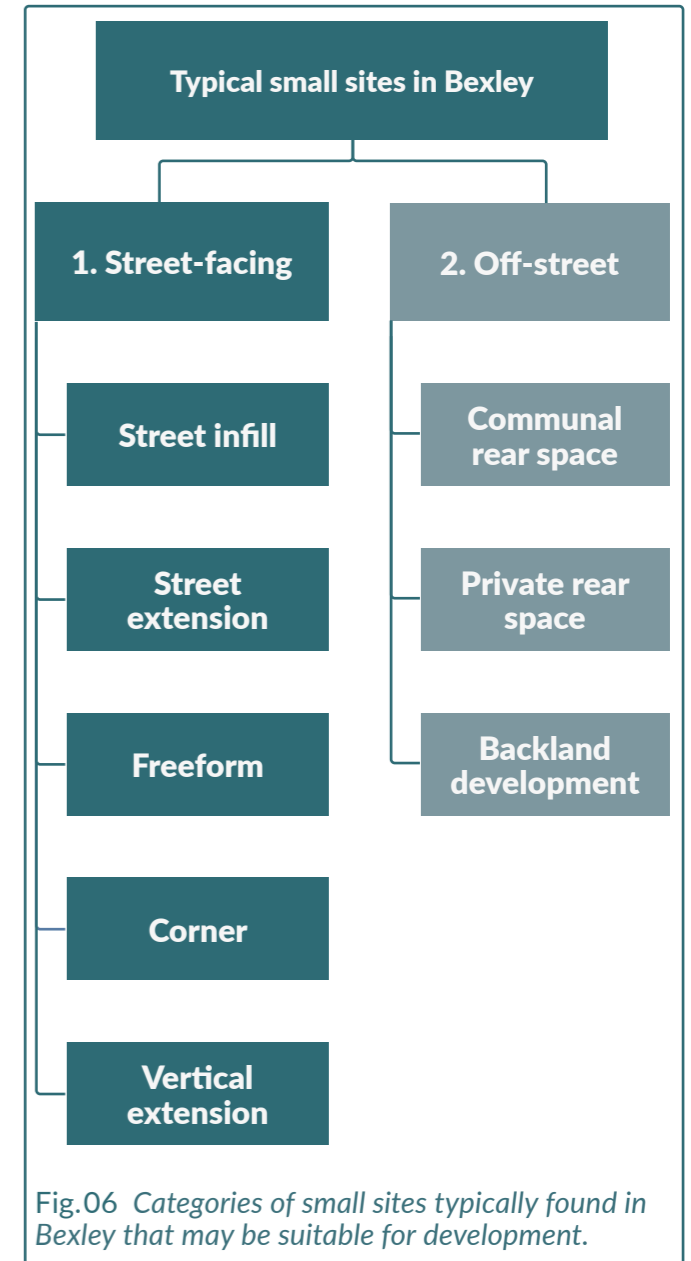 Typical small sites in Bexley
1. Street-facing
Street infill
Street
extension
Freeform
Corner
Vertical
extension
2. Off-street
Communal
rear space
Private rear
space
Backland
development
Fig.06 Categories of small sites typically found in
Bexley that may be suitable for development.